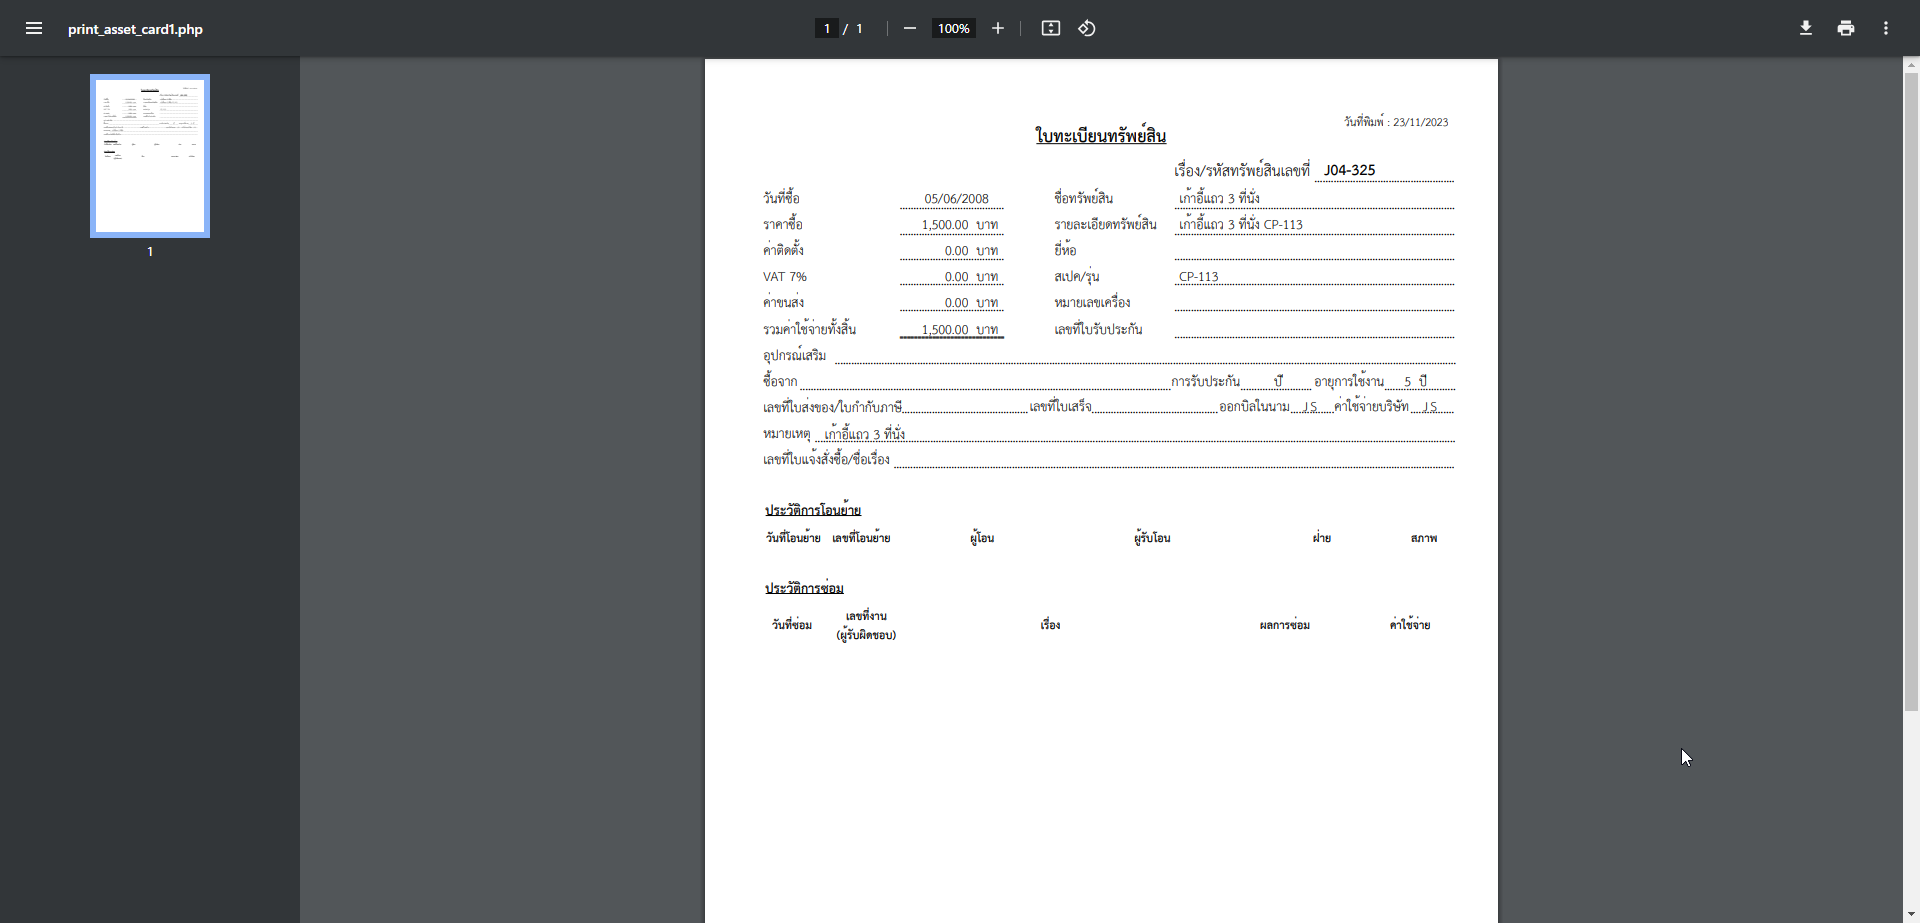 print_asset_card1.php
1 / 1
100%
1
วันที่พิมพ์ : 23/11/2023
ใบทะเบียนทรัพย์สิน
เรื่อง/รหัสทรัพย์สินเลขที่ J04-325
วันที่ซื้อ 05/06/2008 ชื่อทรัพย์สิน เก้าอี้แถว 3 ที่นั่ง
ราคาซื้อ 1,500.00 บาท รายละเอียดทรัพย์สิน เก้าอี้แถว 3 ที่นั่ง CP-113
ค่าติดตั้ง 0.00 บาท ยี่ห้อ
VAT 7% 0.00 บาท สเปค/รุ่น CP-113
ค่าขนส่ง 0.00 บาท หมายเลขเครื่อง
รวมค่าใช้จ่ายทั้งสิ้น 1,500.00 บาท เลขที่ใบรับประกัน
อุปกรณ์เสริม
ซื้อจาก การรับประกัน ปี อายุการใช้งาน 5 ปี
เลขที่ใบส่งของ/ใบกำกับภาษี เลขที่ใบเสร็จ ออกบิลในนาม JS ค่าใช้จ่ายบริษัท JS
หมายเหตุ เก้าอี้แถว 3 ที่นั่ง
เลขที่ใบแจ้งสั่งซื้อ/ชื่อเรื่อง
ประวัติการโอนย้าย
วันที่โอนย้าย เลขที่โอนย้าย ผู้โอน ผู้รับโอน ฝ่าย สภาพ
ประวัติการซ่อม
วันที่ซ่อม เลขที่งาน (ผู้รับผิดชอบ) เรื่อง ผลการซ่อม ค่าใช้จ่าย